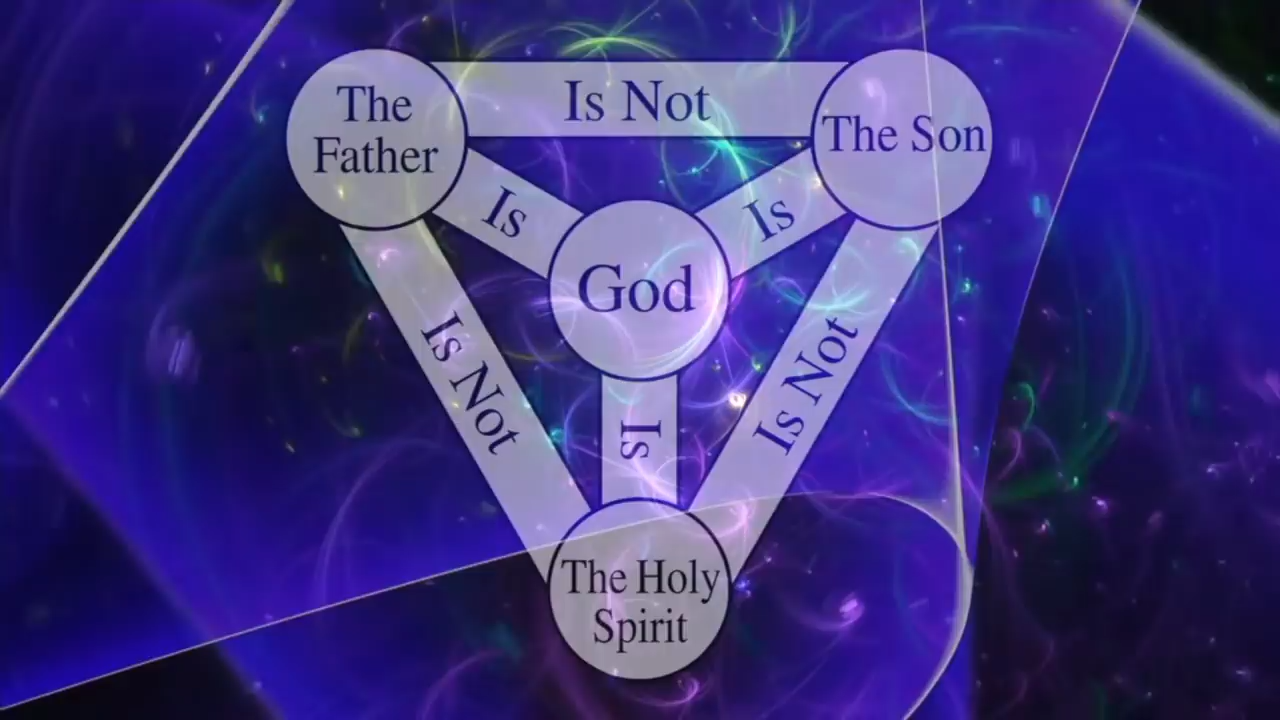 The
Father
Is Not
The Son
Is
Is
God
Is Not
Is
Is Not
The Holy
Spirit